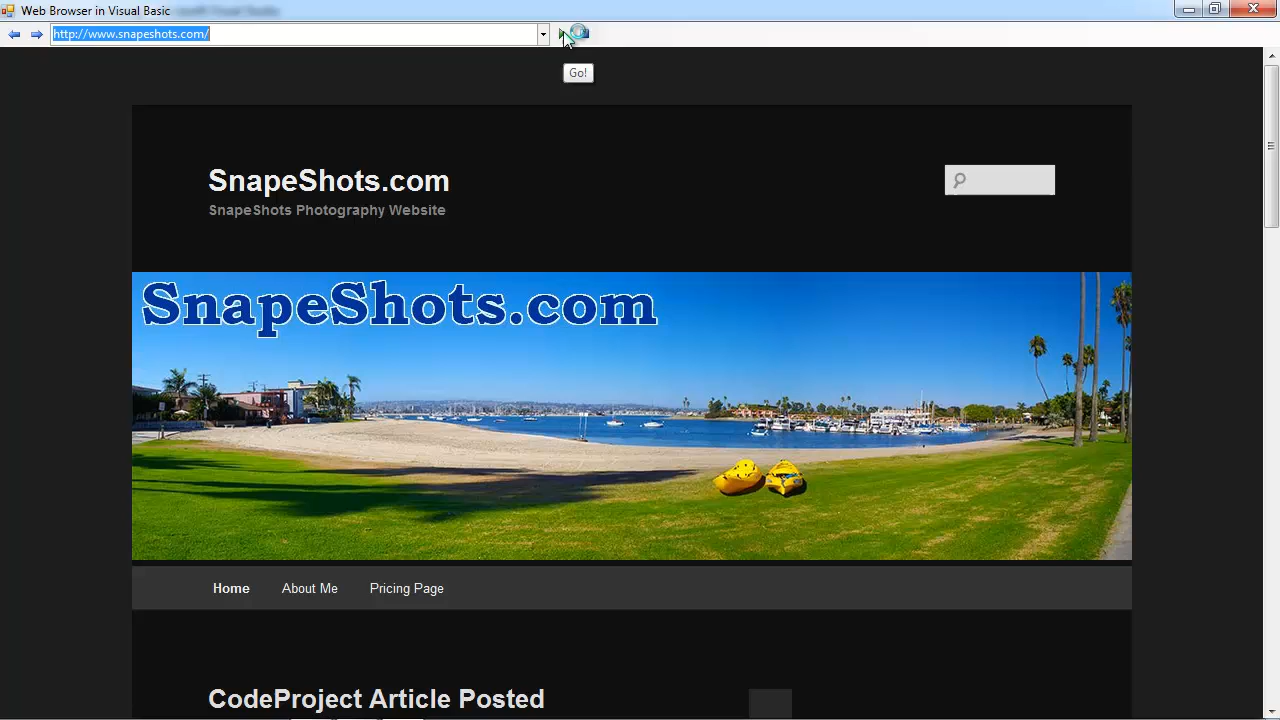 Web Browser in Visual Basic
http://www.snapeshots.com/
Go!
SnapeShots.com
SnapeShots Photography Website
SnapeShots.com
Home
About Me
Pricing Page
CodeProject Article Posted